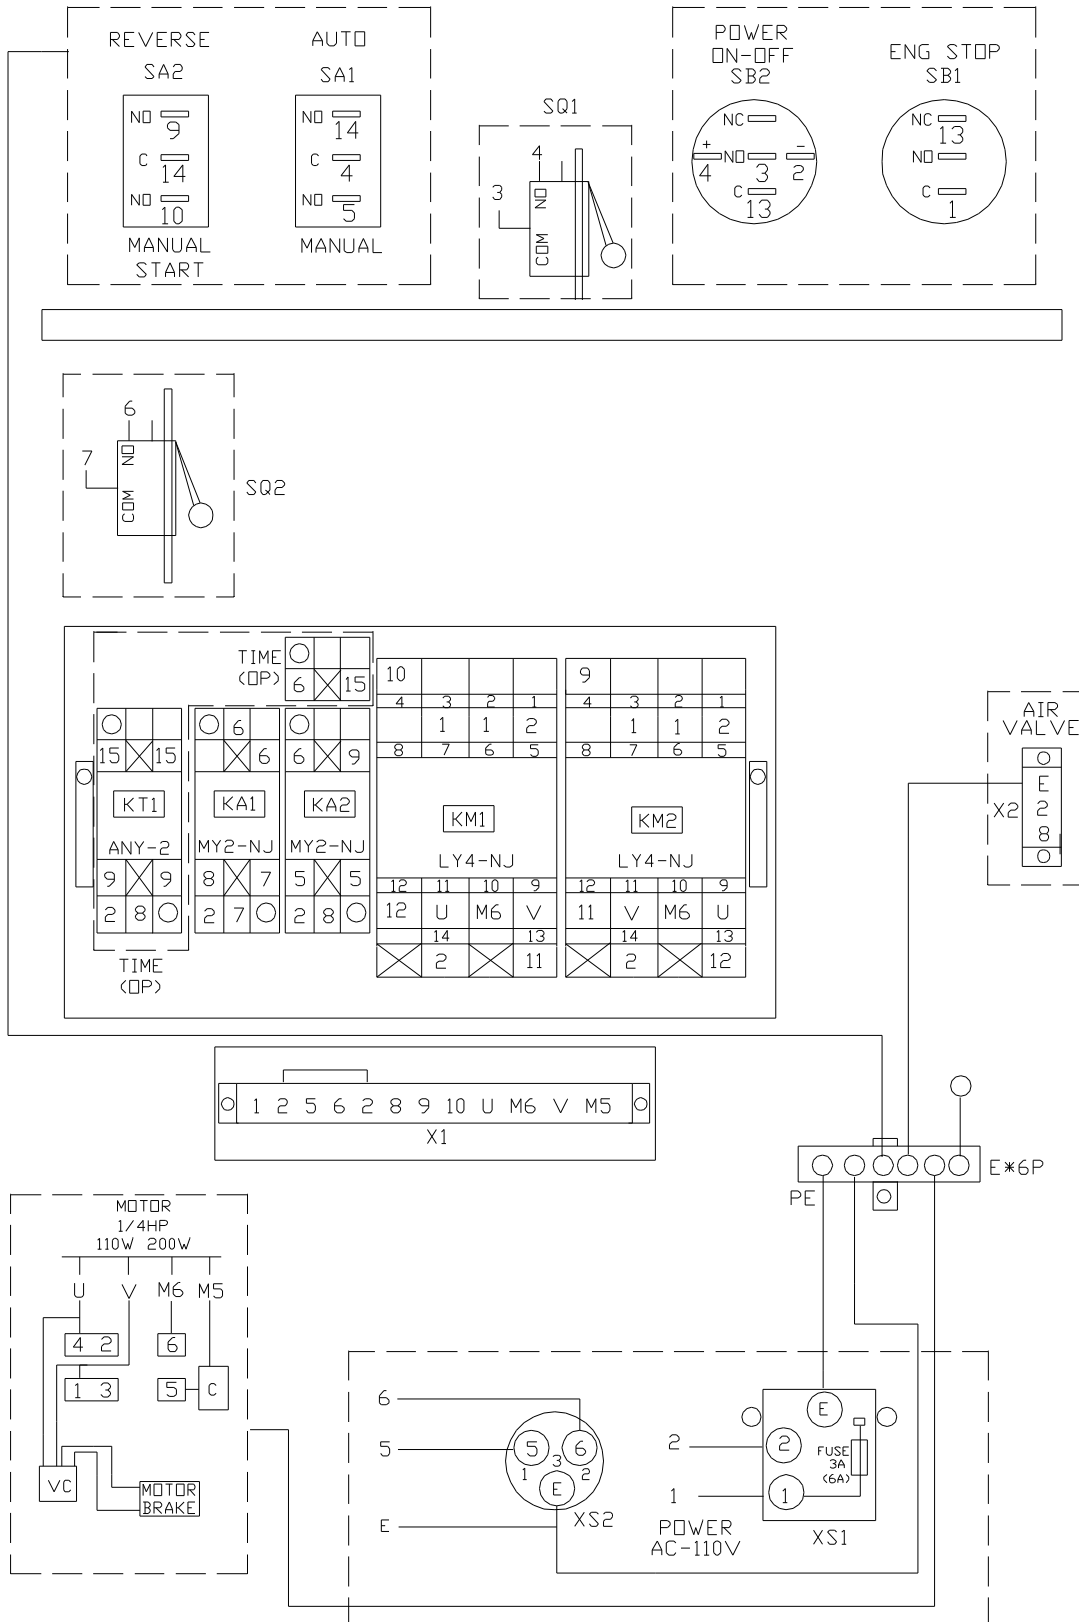 REVERSE
SA2
NO
9
C
14
NO
10
MANUAL
START
AUTO
SA1
NO
14
C
4
NO
5
MANUAL
SQ1
4
3
NO
COM
POWER
ON-OFF
SB2
NC
+
4
NO
3
-
2
C
13
ENG STOP
SB1
NC
13
NO
C
1
6
7
NO
COM
SQ2
TIME
(OP)
6 15
15 15
KT1
ANY-2
9 9
2 8
TIME
(OP)
6
6
KA1
MY2-NJ
8 7
2 7
6 9
KA2
MY2-NJ
5 5
2 8
10
4 3 2 1
1 1 2
8 7 6 5
KM1
LY4-NJ
12 11 10 9
12 U M6 V
14 13
2 11
9
4 3 2 1
1 1 2
8 7 6 5
KM2
LY4-NJ
12 11 10 9
11 V M6 U
14 13
2 12
AIR
VALVE
X2
E
2
8
1 2 5 6 2 8 9 10 U M6 V M5
X1
E*6P
PE
MOTOR
1/4HP
110W 200W
U V M6 M5
4 2 6
1 3 5 C
VC
MOTOR
BRAKE
6
5
E
5 6
1 3 2
E
XS2
2
1
POWER
AC-110V
E
2
1
FUSE
3A
(6A)
XS1